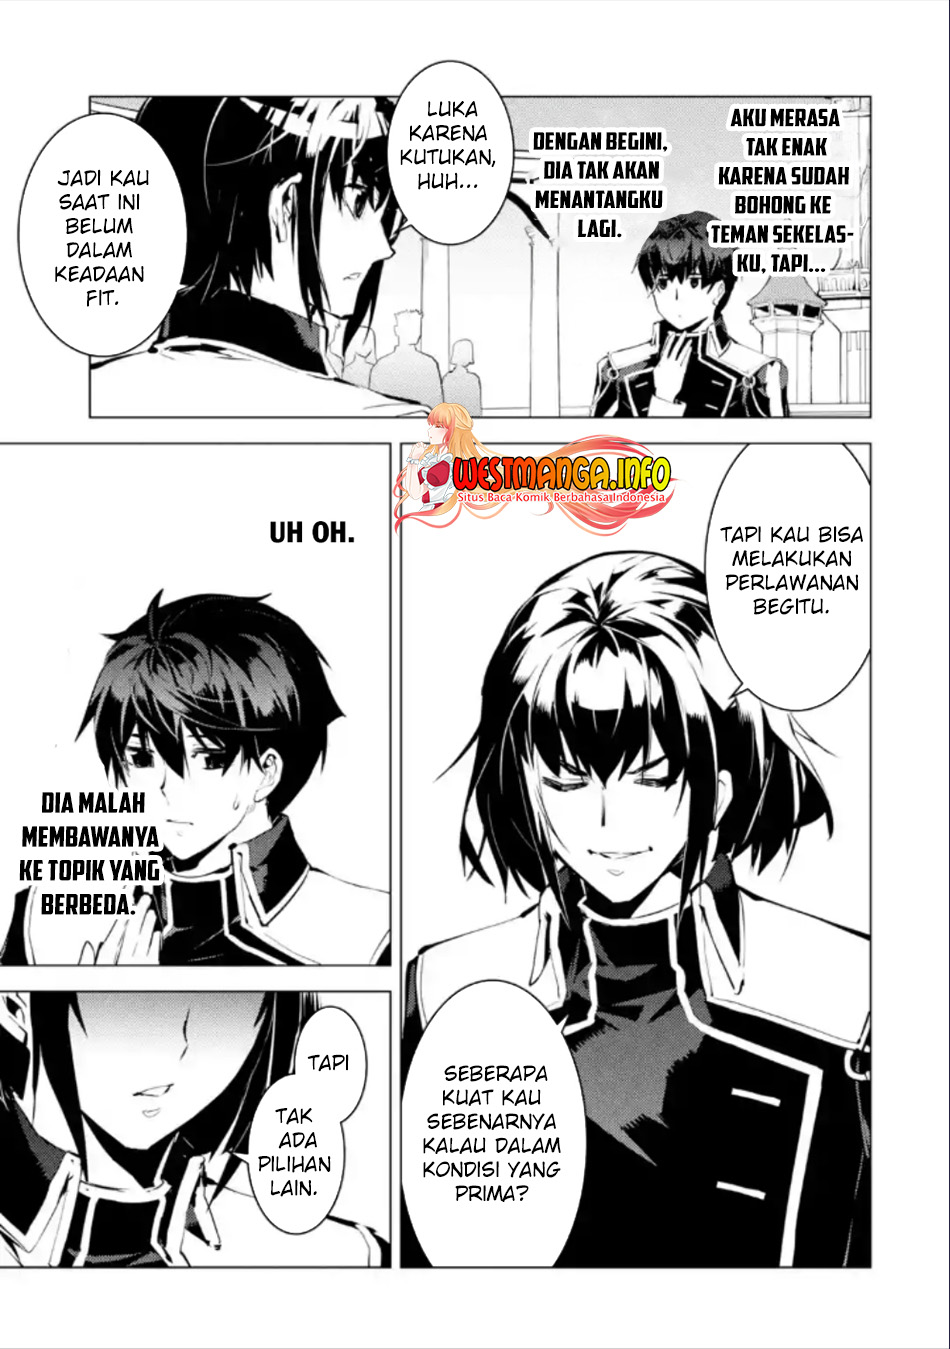 AKU MERASA
TAK ENAK
KARENA SUDAH
BOHONG KE
TEMAN SEKELAS-
KU, TAPI...
DENGAN BEGINI,
DIA TAK AKAN
MENANTANGKU
LAGI.
LUKA
KARENA
KUTUKAN,
HUH...
JADI KAU
SAAT INI
BELUM
DALAM
KEADAAN
FIT.
WESTMANGA.INFO
Situs Baca Komik Berbahasa Indonesia
TAPI KAU BISA
MELAKUKAN
PERLAWANAN
BEGITU.
SEBERAPA
KUAT KAU
SEBENARNYA
KALAU DALAM
KONDISI YANG
PRIMA?
UH OH.
DIA MALAH
MEMBAWANYA
KE TOPIK YANG
BERBEDA.
TAPI
TAK
ADA
PILIHAN
LAIN.